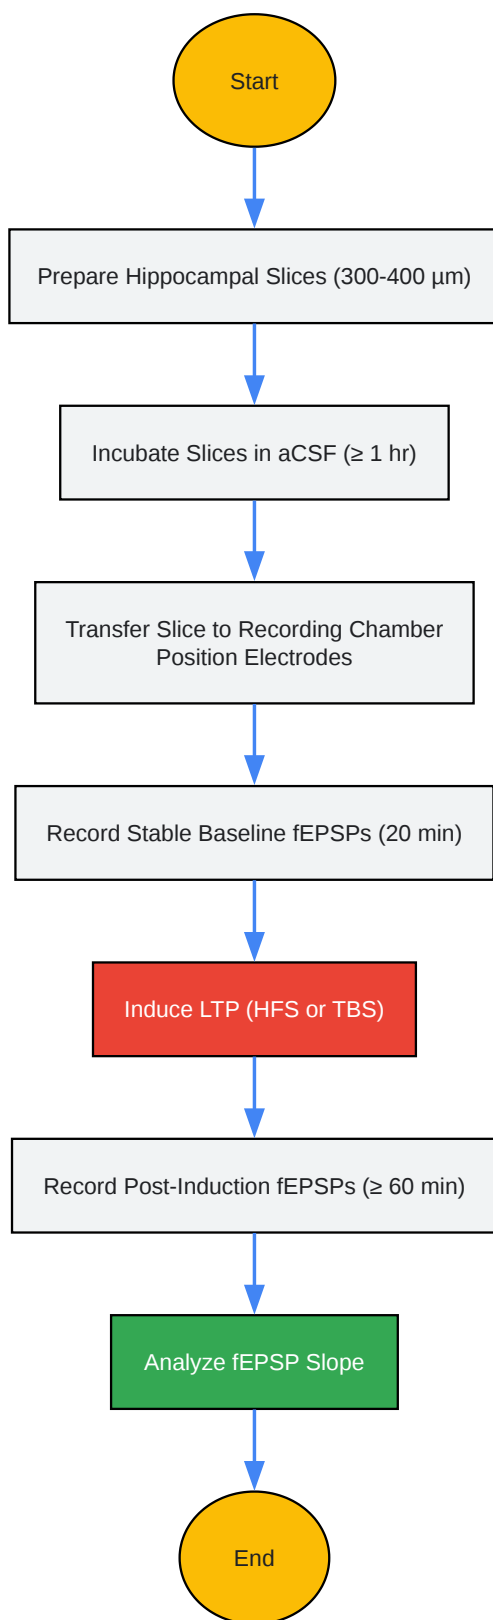 Start
Prepare Hippocampal Slices (300-400 µm)
Incubate Slices in aCSF (≥ 1 hr)
Transfer Slice to Recording Chamber
Position Electrodes
Record Stable Baseline fEPSPs (20 min)
Induce LTP (HFS or TBS)
Record Post-Induction fEPSPs (≥ 60 min)
Analyze fEPSP Slope
End